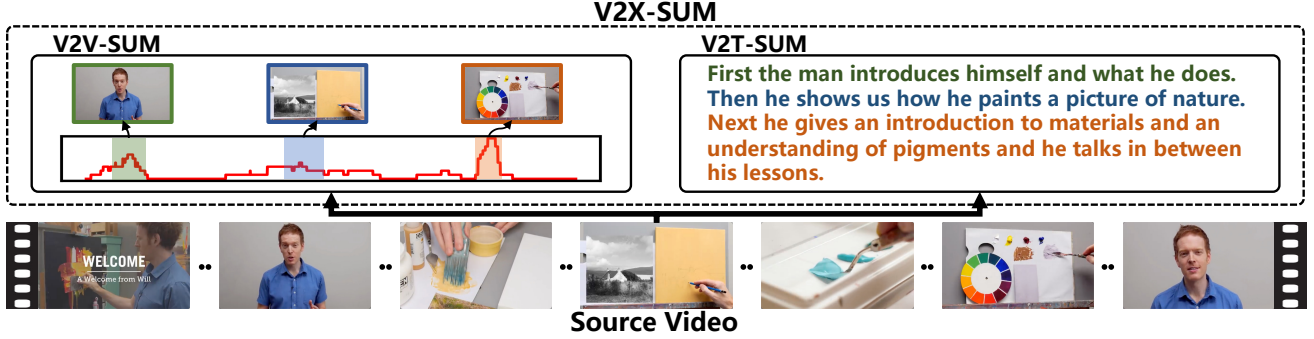 V2X-SUM
V2V-SUM
V2T-SUM
First the man introduces himself and what he does.
Then he shows us how he paints a picture of nature.
Next he gives an introduction to materials and an
understanding of pigments and he talks in between
his lessons.
WELCOME
A Welcome from Will
Source Video